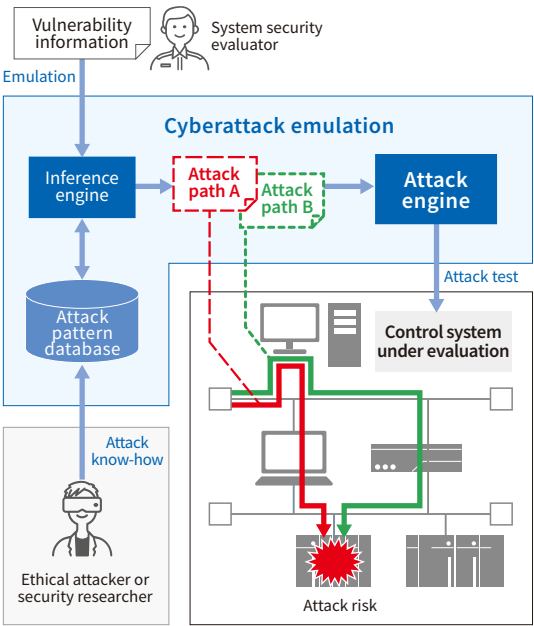 Vulnerability
information
System security
evaluator
Emulation
Cyberattack emulation
Inference
engine
Attack
path A
Attack
path B
Attack
engine
Attack test
Attack
pattern
database
Control system
under evaluation
Attack
know-how
Ethical attacker or
security researcher
Attack risk